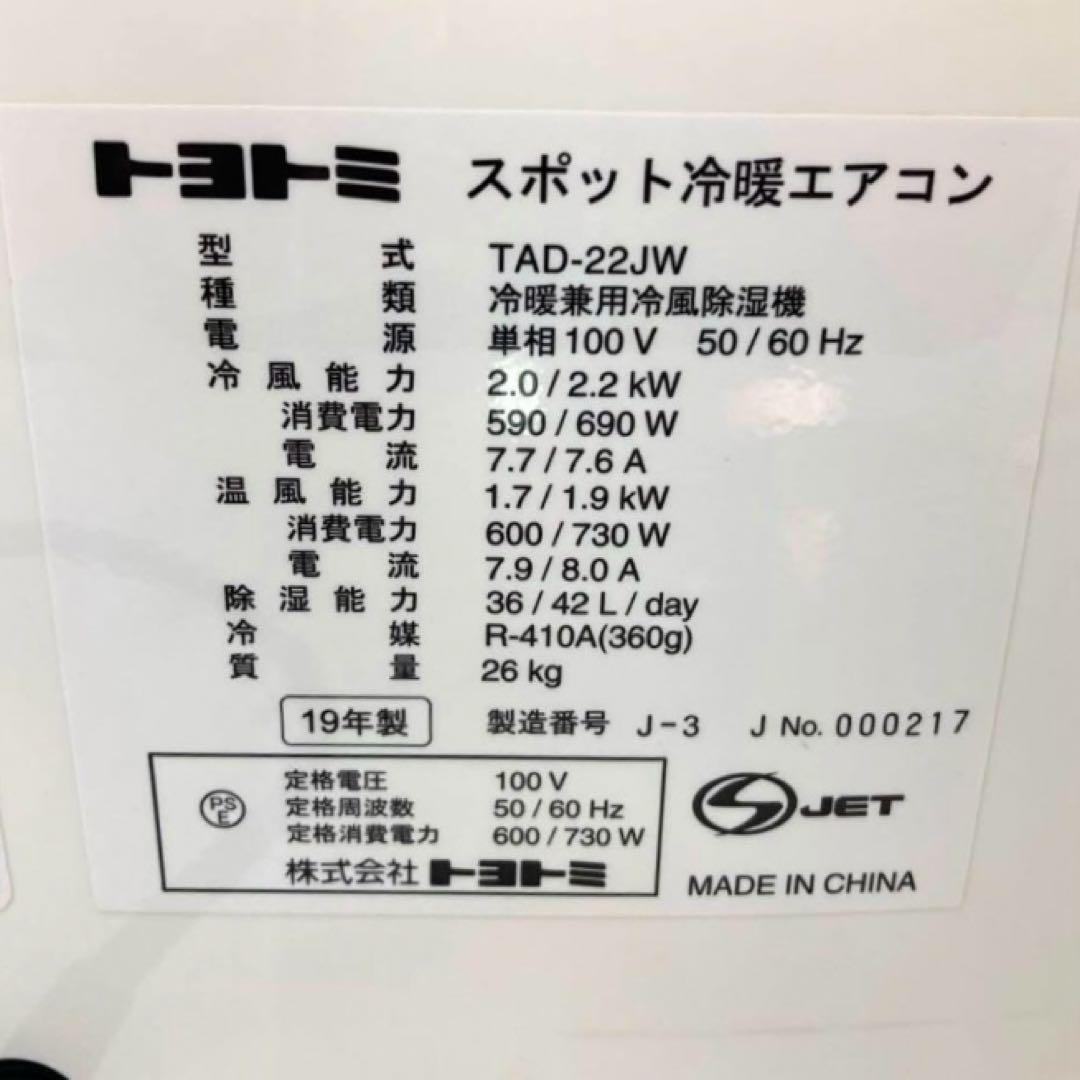 トヨトミ スポット冷暖エアコン
型式 TAD-22JW
種類 冷暖兼用冷風除湿機
電源 単相100 V 50 / 60 Hz
冷風能力 2.0 / 2.2 kW
消費電力 590 / 690 W
電流 7.7 / 7.6 A
温風能力 1.7 / 1.9 kW
消費電力 600 / 730 W
電流 7.9 / 8.0 A
除湿能力 36 / 42 L / day
冷媒 R-410A(360g)
質量 26 kg
19年製 製造番号 J-3 J No. 000217
定格電圧 100 V
PSE 定格周波数 50 / 60 Hz
定格消費電力 600 / 730 W
株式会社トヨトミ
S JET
MADE IN CHINA